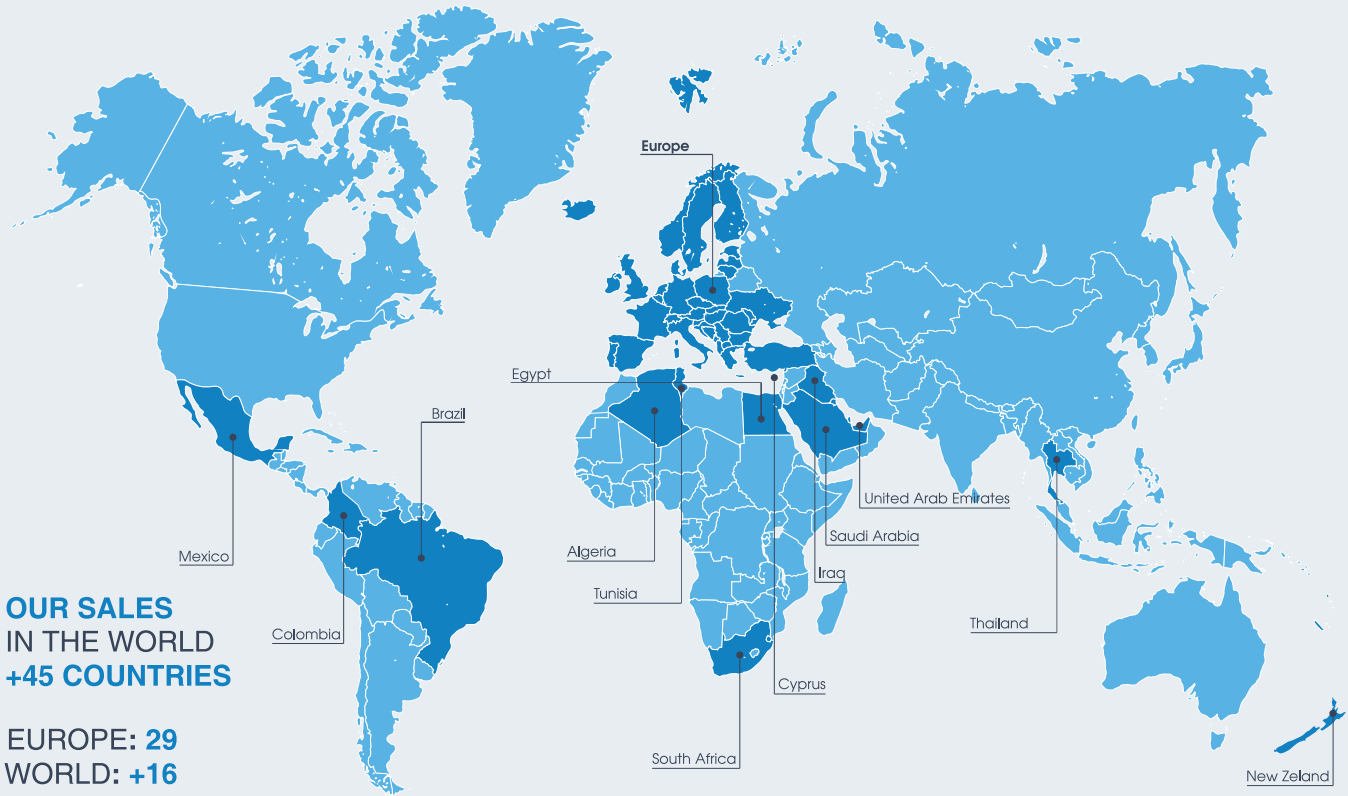 Europe
Egypt
Brazil
United Arab Emirates
Saudi Arabia
Algeria
Mexico
Iraq
Tunisia
Thailand
Colombia
Cyprus
South Africa
New Zeland
OUR SALES
IN THE WORLD
+45 COUNTRIES
EUROPE: 29
WORLD: +16